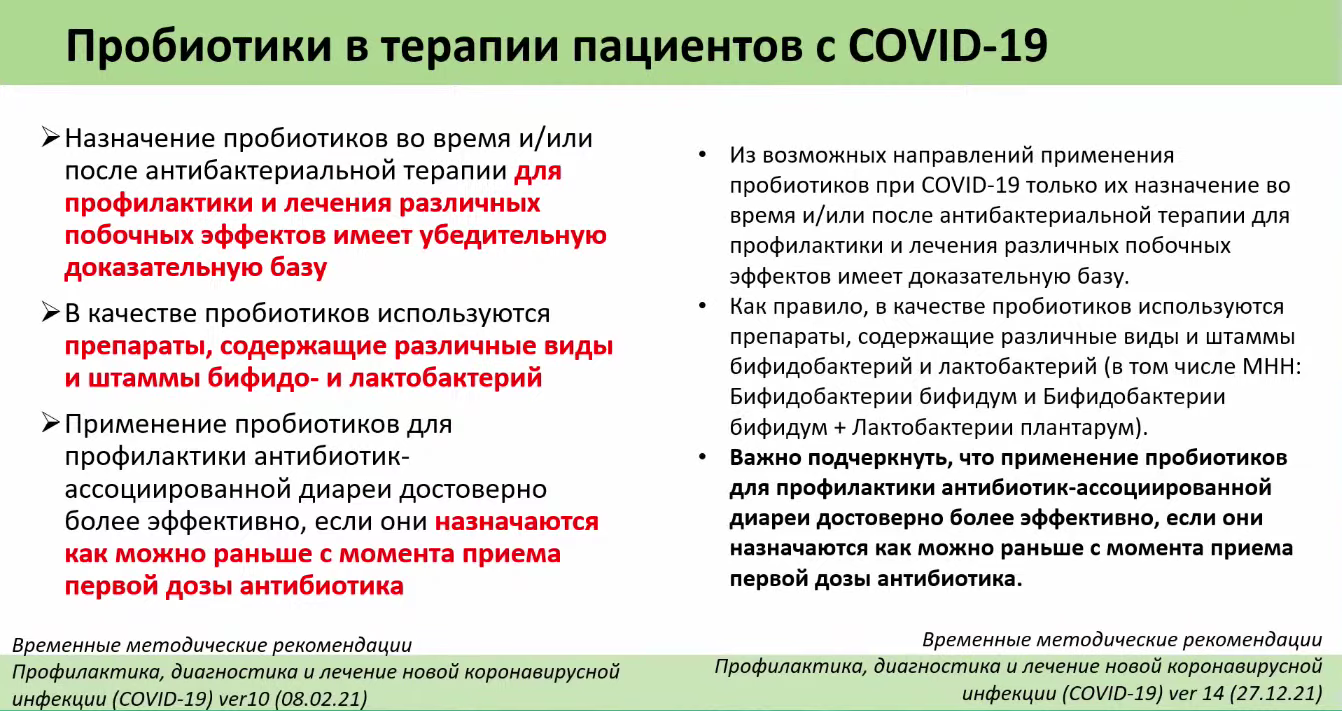 Пробиотики в терапии пациентов с COVID-19
➢Назначение пробиотиков во время и/или
после антибактериальной терапии для
профилактики и лечения различных
побочных эффектов имеет убедительную
доказательную базу
➢В качестве пробиотиков используются
препараты, содержащие различные виды
и штаммы бифидо- и лактобактерий
➢Применение пробиотиков для
профилактики антибиотик-
ассоциированной диареи достоверно
более эффективно, если они назначаются
как можно раньше с момента приема
первой дозы антибиотика
Временные методические рекомендации
Профилактика, диагностика и лечение новой коронавирусной
инфекции (COVID-19) ver10 (08.02.21)
• Из возможных направлений применения
пробиотиков при COVID-19 только их назначение во
время и/или после антибактериальной терапии для
профилактики и лечения различных побочных
эффектов имеет доказательную базу.
• Как правило, в качестве пробиотиков используются
препараты, содержащие различные виды и штаммы
бифидобактерий и лактобактерий (в том числе МНН:
Бифидобактерии бифидум и Бифидобактерии
бифидум + Лактобактерии плантарум).
• Важно подчеркнуть, что применение пробиотиков
для профилактики антибиотик-ассоциированной
диареи достоверно более эффективно, если они
назначаются как можно раньше с момента приема
первой дозы антибиотика.
Временные методические рекомендации
Профилактика, диагностика и лечение новой коронавирусной
инфекции (COVID-19) ver 14 (27.12.21)